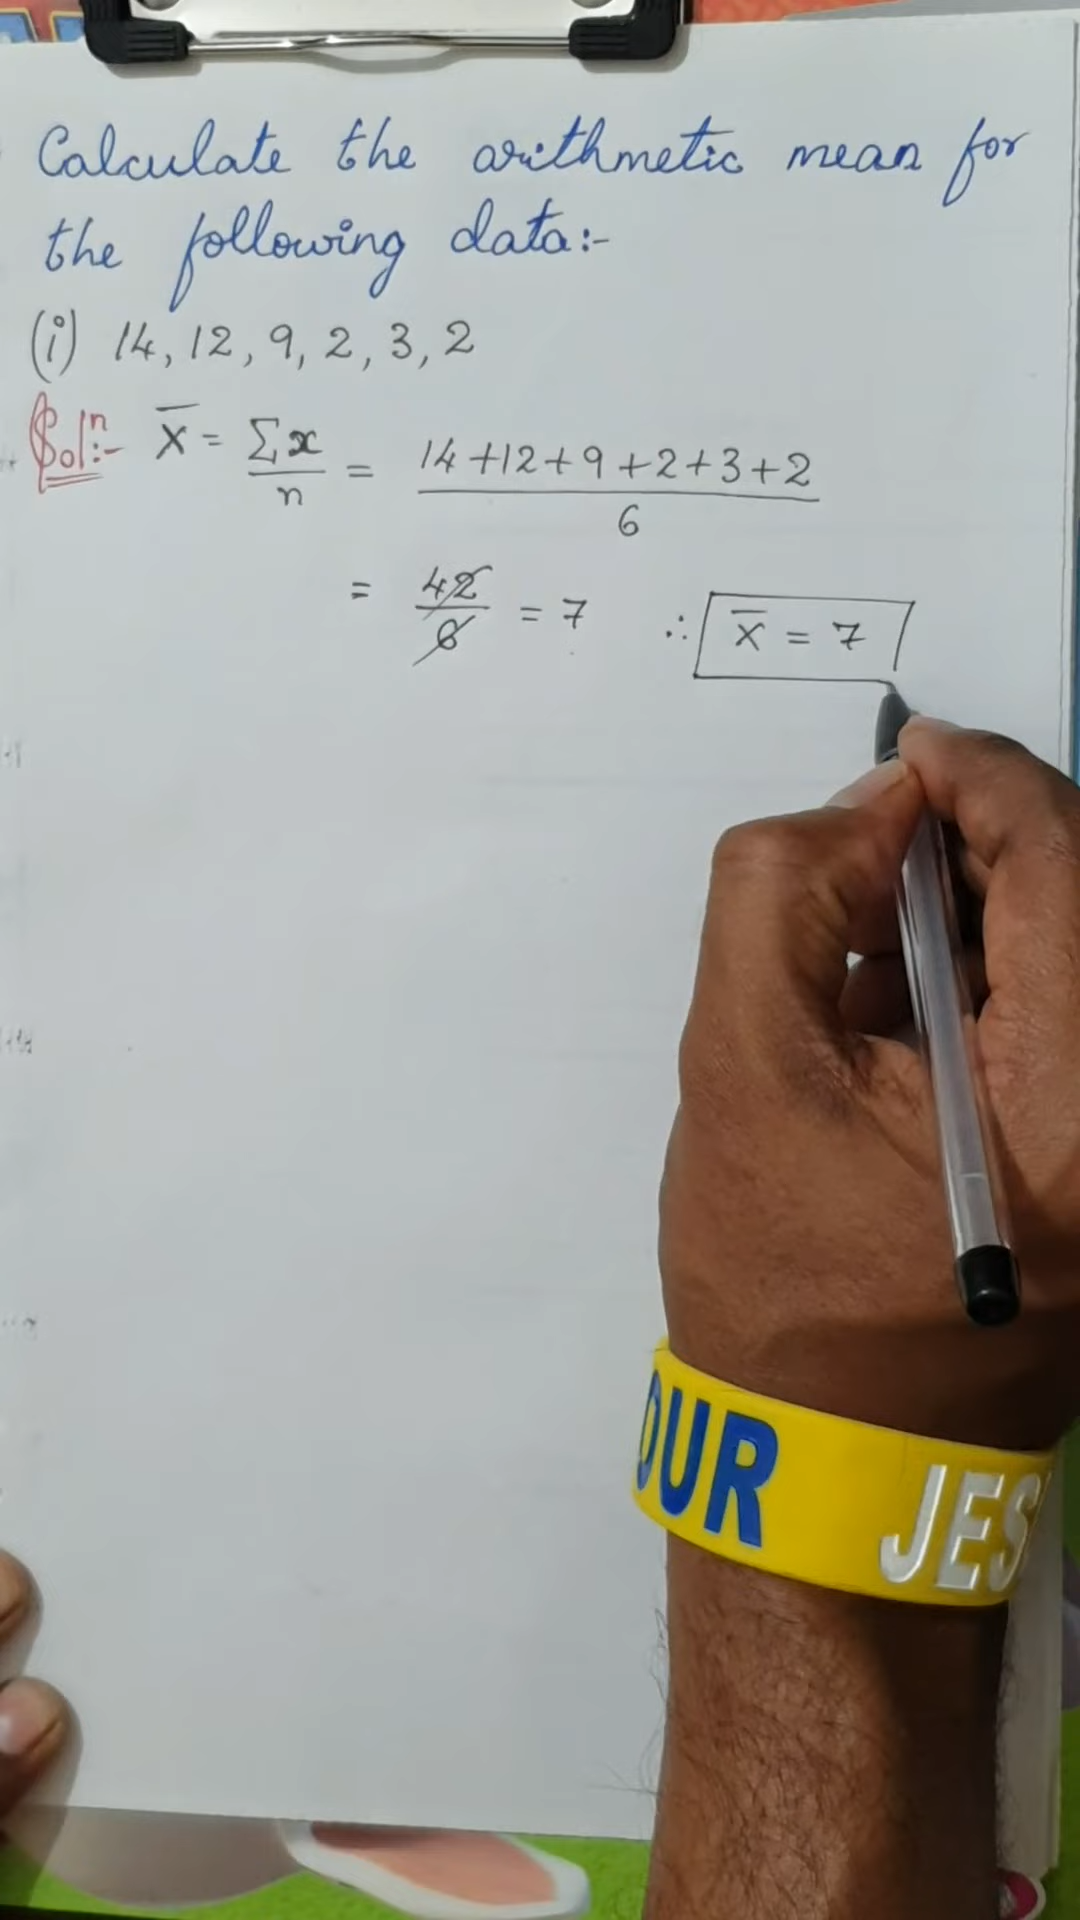 Calculate the arithmetic mean for
the following data:-
(i) 14, 12, 9, 2, 3, 2
Solⁿ:- X̄ = Σx/n = (14+12+9+2+3+2)/6
= 42/6 = 7 ∴ X̄ = 7
OUR JES